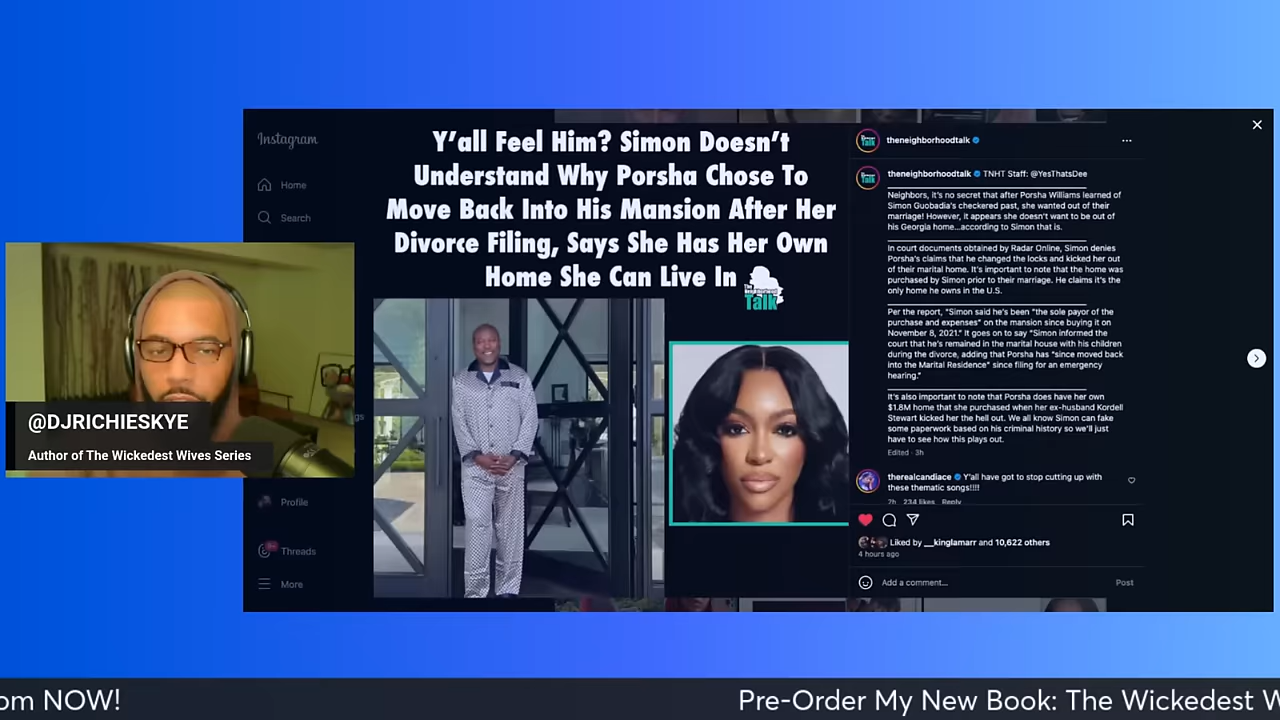 Instagram
Home
Search
Profile
Threads
More
Y'all Feel Him? Simon Doesn't
Understand Why Porsha Chose To
Move Back Into His Mansion After Her
Divorce Filing, Says She Has Her Own
Home She Can Live In
The Neighborhood
Talk
@DJRICHIESKYE
Author of The Wickedest Wives Series
theneighborhoodtalk
theneighborhoodtalk TNHT Staff: @YesThatsDee
Neighbors, it's no secret that after Porsha Williams learned of
Simon Guobadia's checkered past, she wanted out of their
marriage! However, it appears she doesn't want to be out of
his Georgia home...according to Simon that is.
In court documents obtained by Radar Online, Simon denies
Porsha's claims that he changed the locks and kicked her out
of their marital home. It's important to note that the home was
purchased by Simon prior to their marriage. He claims it's the
only home he owns in the U.S.
Per the report, "Simon said he's been "the sole payor of the
purchase and expenses" on the mansion since buying it on
November 8, 2021." It goes on to say "Simon informed the
court that he's remained in the marital house with his children
during the divorce, adding that Porsha has "since moved back
into the Marital Residence" since filing for an emergency
hearing."
It's also important to note that Porsha does have her own
$1.8M home that she purchased when her ex-husband Kordell
Stewart kicked her the hell out. We all know Simon can fake
some paperwork based on his criminal history so we'll just
have to see how this plays out.
Edited · 3h
therealcandiace Y'all have got to stop cutting up with
these thematic songs!!!!
2h 234 likes Reply
Liked by __kinglamarr and 10,622 others
4 hours ago
Add a comment...
Post
om NOW!
Pre-Order My New Book: The Wickedest W